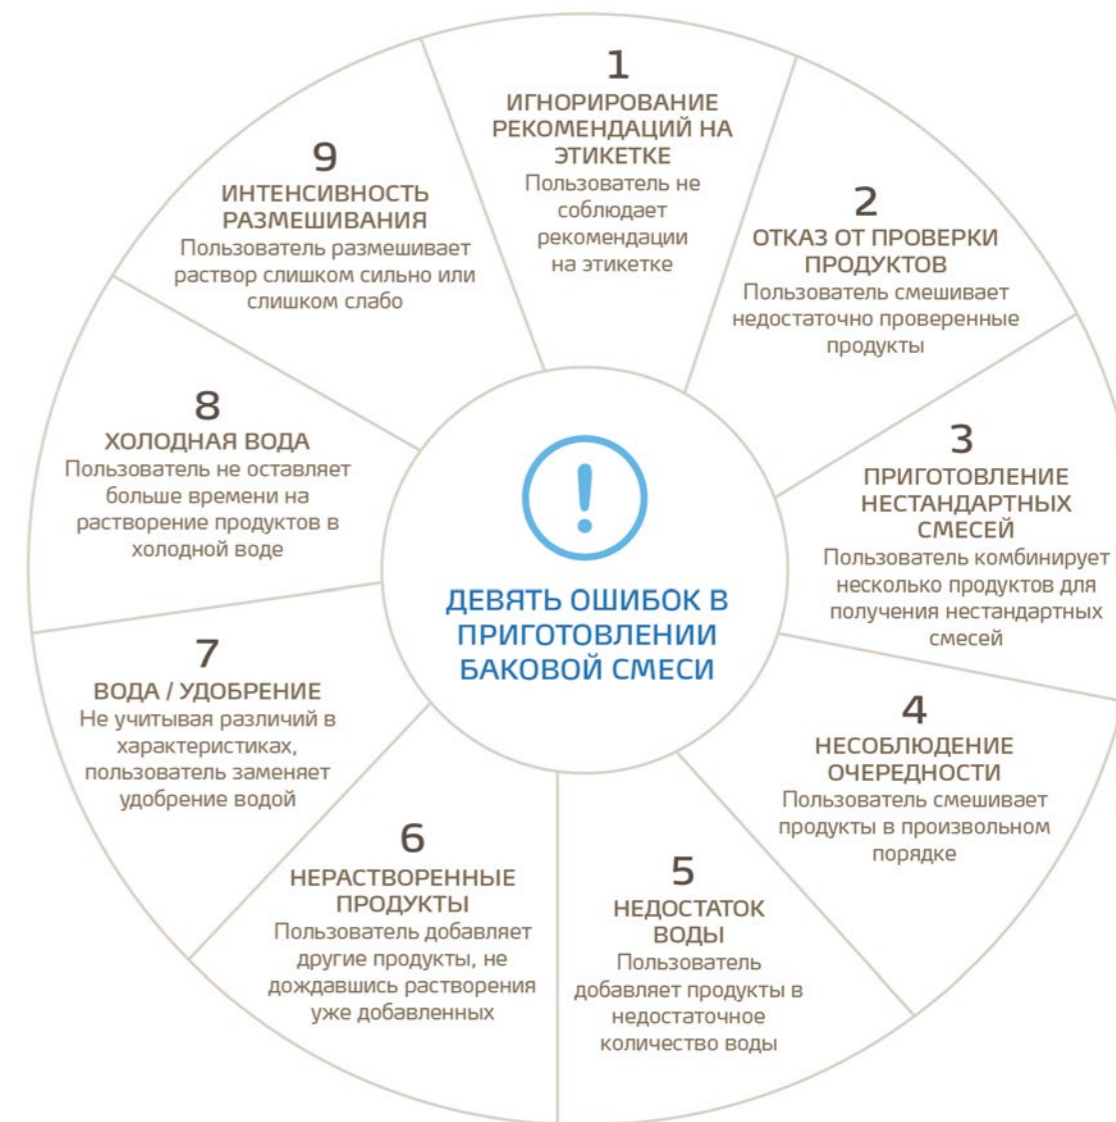 ДЕВЯТЬ ОШИБОК В
ПРИГОТОВЛЕНИИ
БАКОВОЙ СМЕСИ
1
ИГНОРИРОВАНИЕ
РЕКОМЕНДАЦИЙ НА
ЭТИКЕТКЕ
Пользователь не
соблюдает
рекомендации
на этикетке
2
ОТКАЗ ОТ ПРОВЕРКИ
ПРОДУКТОВ
Пользователь смешивает
недостаточно проверенные
продукты
3
ПРИГОТОВЛЕНИЕ
НЕСТАНДАРТНЫХ
СМЕСЕЙ
Пользователь комбинирует
несколько продуктов для
получения нестандартных
смесей
4
НЕСОБЛЮДЕНИЕ
ОЧЕРЕДНОСТИ
Пользователь смешивает
продукты в произвольном
порядке
5
НЕДОСТАТОК
ВОДЫ
Пользователь
добавляет продукты в
недостаточное
количество воды
6
НЕРАСТВОРЕННЫЕ
ПРОДУКТЫ
Пользователь добавляет
другие продукты, не
дождавшись растворения
уже добавленных
7
ВОДА / УДОБРЕНИЕ
Не учитывая различий в
характеристиках,
пользователь заменяет
удобрение водой
8
ХОЛОДНАЯ ВОДА
Пользователь не оставляет
больше времени на
растворение продуктов в
холодной воде
9
ИНТЕНСИВНОСТЬ
РАЗМЕШИВАНИЯ
Пользователь размешивает
раствор слишком сильно или
слишком слабо